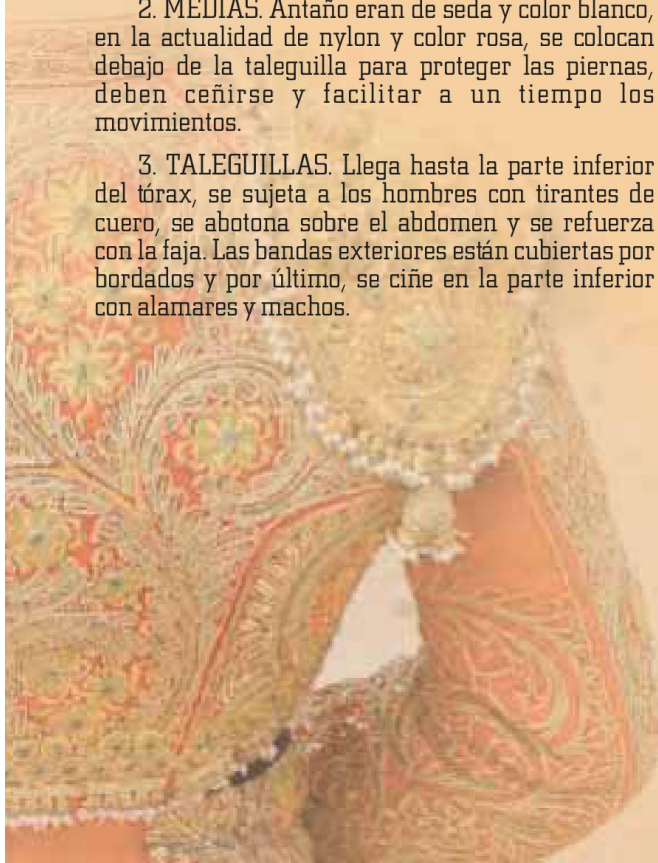 2. MEDIAS. Antaño eran de seda y color blanco,
en la actualidad de nylon y color rosa, se colocan
debajo de la taleguilla para proteger las piernas,
deben ceñirse y facilitar a un tiempo los
movimientos.
3. TALEGUILLAS. Llega hasta la parte inferior
del tórax, se sujeta a los hombres con tirantes de
cuero, se abotona sobre el abdomen y se refuerza
con la faja. Las bandas exteriores están cubiertas por
bordados y por último, se ciñe en la parte inferior
con alamares y machos.